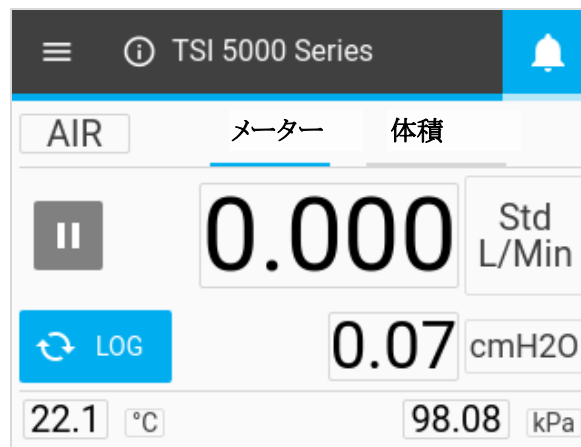 TSI 5000 Series
AIR メーター 体積
0.000 Std L/Min
LOG 0.07 cmH2O
22.1 °C 98.08 kPa